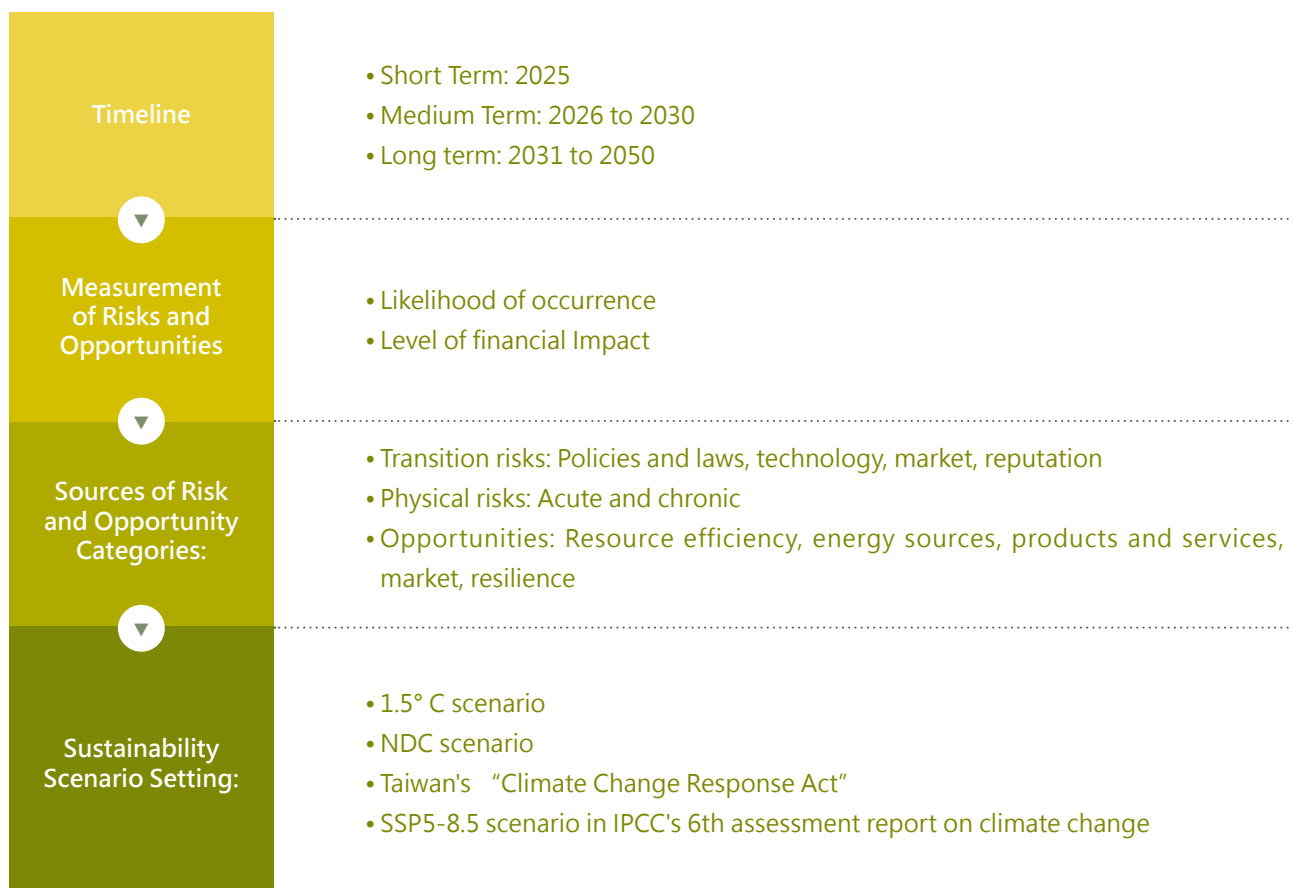 Timeline
• Short Term: 2025
• Medium Term: 2026 to 2030
• Long term: 2031 to 2050
Measurement
of Risks and
Opportunities
• Likelihood of occurrence
• Level of financial Impact
Sources of Risk
and Opportunity
Categories:
• Transition risks: Policies and laws, technology, market, reputation
• Physical risks: Acute and chronic
• Opportunities: Resource efficiency, energy sources, products and services,
market, resilience
Sustainability
Scenario Setting:
• 1.5° C scenario
• NDC scenario
• Taiwan's “Climate Change Response Act”
• SSP5-8.5 scenario in IPCC's 6th assessment report on climate change